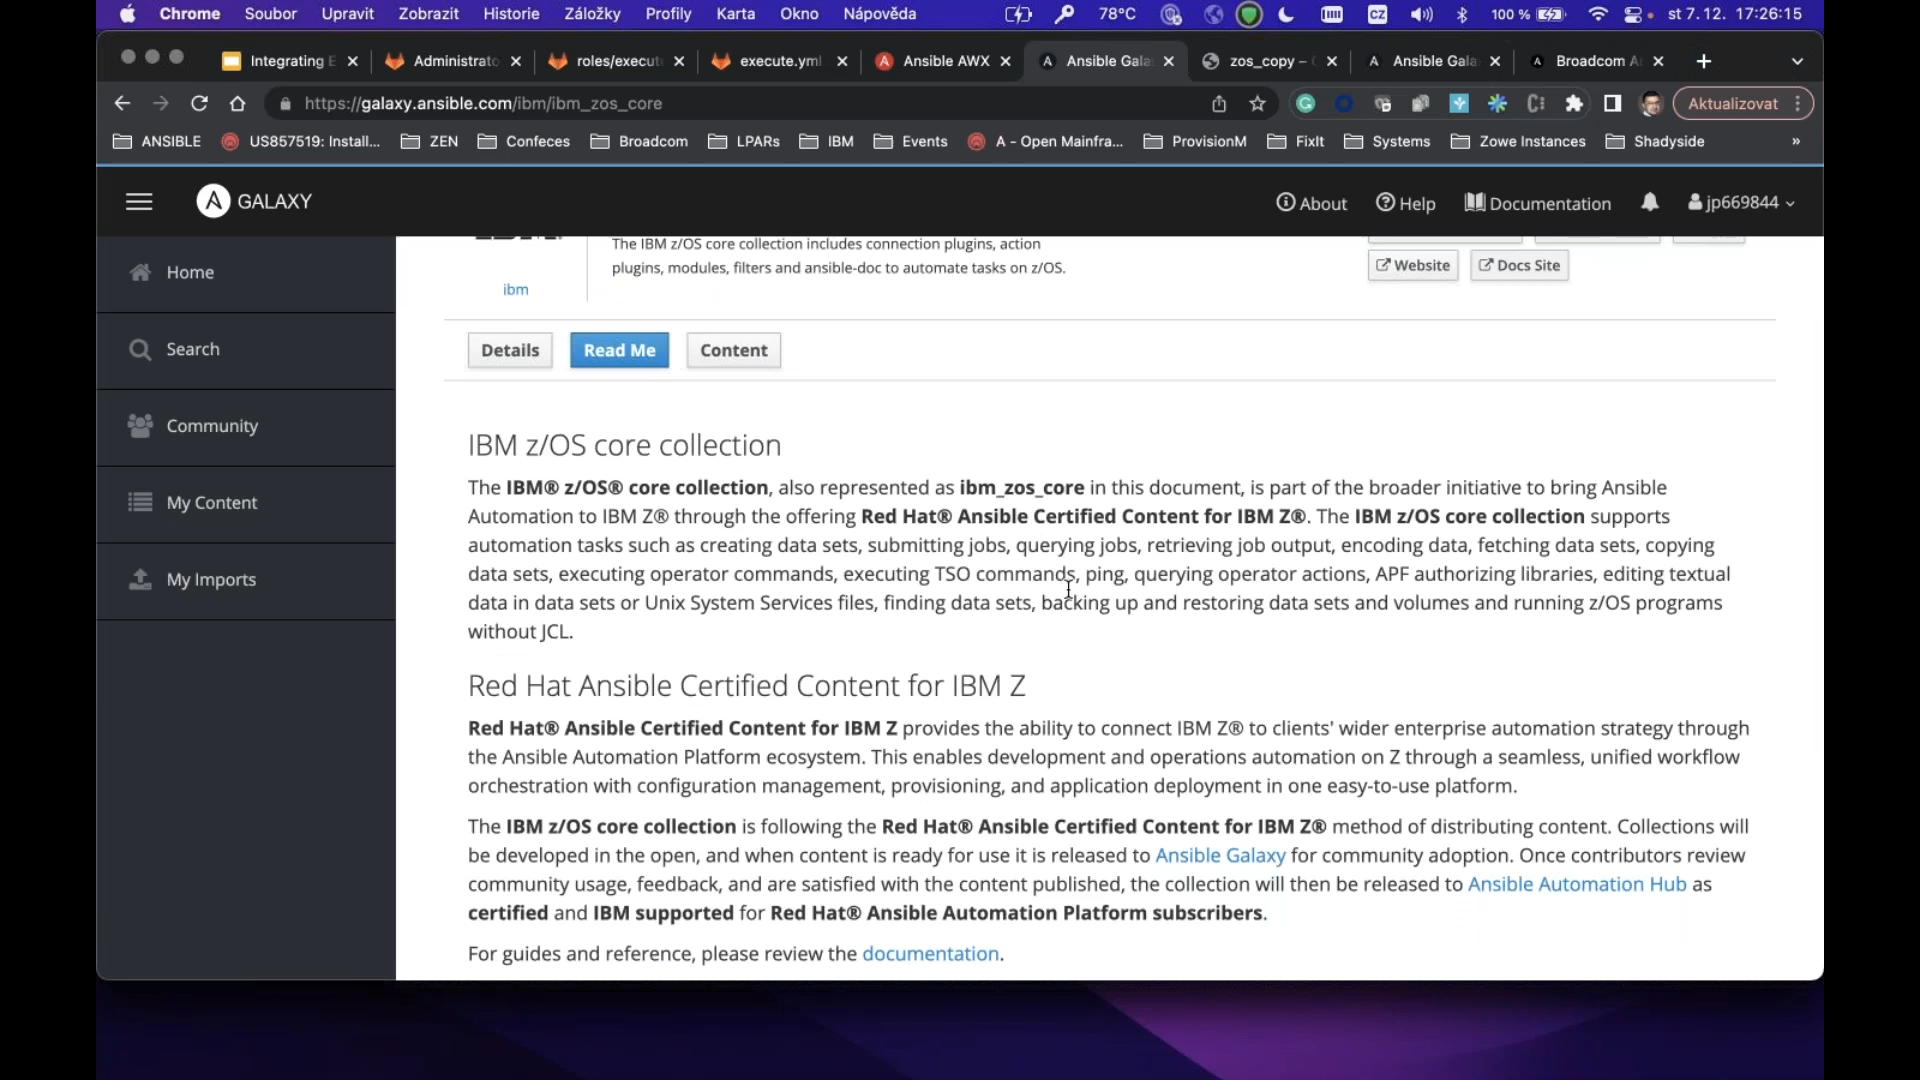 Chrome Soubor Upravit Zobrazit Historie Záložky Profily Karta Okno Nápověda 78°C CZ 100 % st 7. 12. 17:26:15
Integrating E Administrato roles/execut execute.yml Ansible AWX Ansible Gala zos_copy – Ansible Gala Broadcom A
https://galaxy.ansible.com/ibm/ibm_zos_core Aktualizovat
ANSIBLE US857519: Install... ZEN Confeces Broadcom LPARs IBM Events A - Open Mainfra... ProvisionM FixIt Systems Zowe Instances Shadyside »
GALAXY About Help Documentation jp669844
Home
Search
Community
My Content
My Imports
The IBM z/OS core collection includes connection plugins, action
plugins, modules, filters and ansible-doc to automate tasks on z/OS.
ibm
Website Docs Site
Details Read Me Content
IBM z/OS core collection
The IBM® z/OS® core collection, also represented as ibm_zos_core in this document, is part of the broader initiative to bring Ansible
Automation to IBM Z® through the offering Red Hat® Ansible Certified Content for IBM Z®. The IBM z/OS core collection supports
automation tasks such as creating data sets, submitting jobs, querying jobs, retrieving job output, encoding data, fetching data sets, copying
data sets, executing operator commands, executing TSO commands, ping, querying operator actions, APF authorizing libraries, editing textual
data in data sets or Unix System Services files, finding data sets, backing up and restoring data sets and volumes and running z/OS programs
without JCL.
Red Hat Ansible Certified Content for IBM Z
Red Hat® Ansible Certified Content for IBM Z provides the ability to connect IBM Z® to clients' wider enterprise automation strategy through
the Ansible Automation Platform ecosystem. This enables development and operations automation on Z through a seamless, unified workflow
orchestration with configuration management, provisioning, and application deployment in one easy-to-use platform.
The IBM z/OS core collection is following the Red Hat® Ansible Certified Content for IBM Z® method of distributing content. Collections will
be developed in the open, and when content is ready for use it is released to Ansible Galaxy for community adoption. Once contributors review
community usage, feedback, and are satisfied with the content published, the collection will then be released to Ansible Automation Hub as
certified and IBM supported for Red Hat® Ansible Automation Platform subscribers.
For guides and reference, please review the documentation.